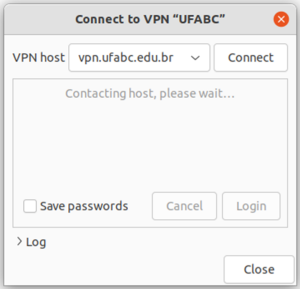 Connect to VPN “UFABC”
VPN host vpn.ufabc.edu.br Connect
Contacting host, please wait...
Save passwords Cancel Login
Log
Close